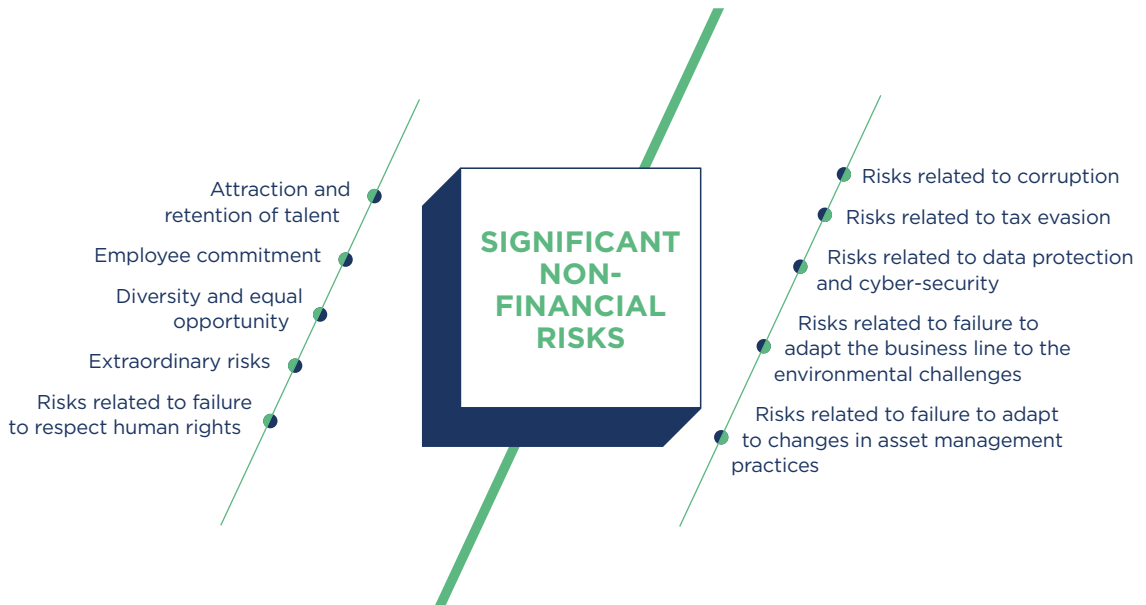 Attraction and
retention of talent
Employee commitment
Diversity and equal
opportunity
Extraordinary risks
Risks related to failure
to respect human rights
SIGNIFICANT
NON-
FINANCIAL
RISKS
Risks related to corruption
Risks related to tax evasion
Risks related to data protection
and cyber-security
Risks related to failure to
adapt the business line to the
environmental challenges
Risks related to failure to adapt
to changes in asset management
practices